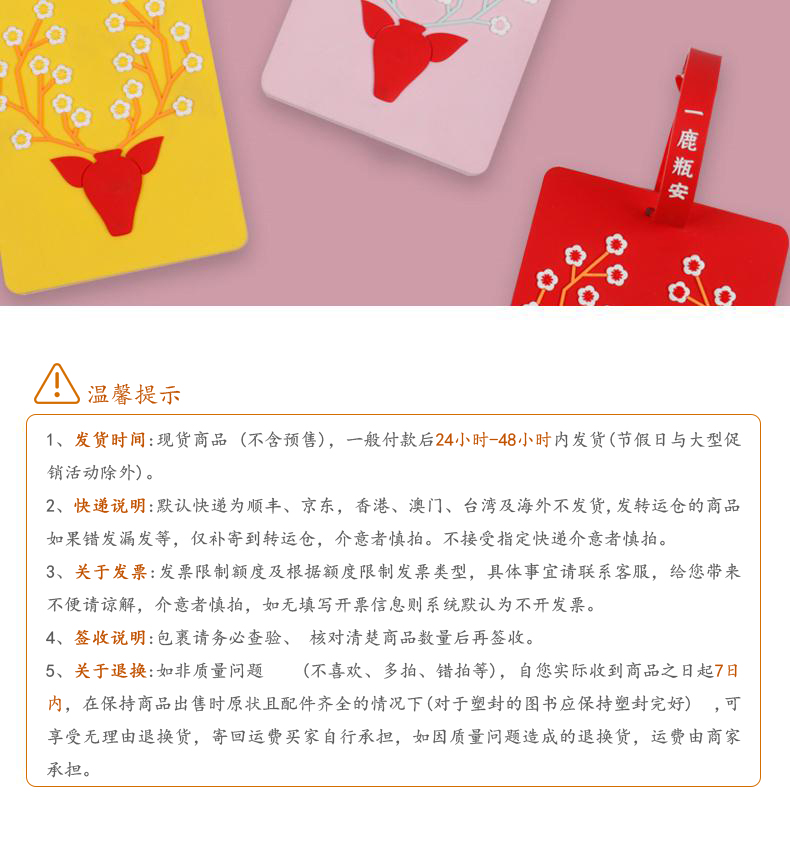 一鹿瓶安
温馨提示
1、发货时间:现货商品 (不含预售)，一般付款后24小时-48小时内发货(节假日与大型促
销活动除外)。
2、快递说明:默认快递为顺丰、京东，香港、澳门、台湾及海外不发货,发转运仓的商品
如果错发漏发等，仅补寄到转运仓，介意者慎拍。不接受指定快递介意者慎拍。
3、关于发票:发票限制额度及根据额度限制发票类型，具体事宜请联系客服，给您带来
不便请谅解，介意者慎拍，如无填写开票信息则系统默认为不开发票。
4、签收说明:包裹请务必查验、 核对清楚商品数量后再签收。
5、关于退换:如非质量问题 (不喜欢、多拍、错拍等)，自您实际收到商品之日起7日
内，在保持商品出售时原状且配件齐全的情况下(对于塑封的图书应保持塑封完好) ,可
享受无理由退换货，寄回运费买家自行承担，如因质量问题造成的退换货，运费由商家
承担。